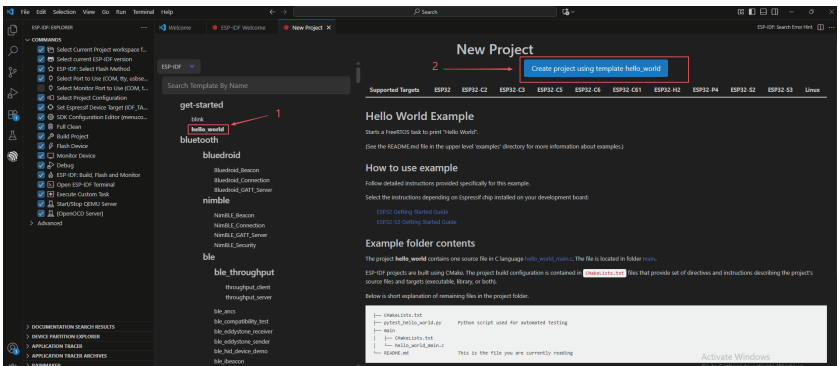 File Edit Selection View Go Run Terminal Help
Search
ESP-IDF: EXPLORER
Welcome
ESP-IDF Welcome
New Project
ESP-IDF: Search Error Hint
COMMANDS
Select Current Project workspace f...
Select current ESP-IDF version
ESP-IDF: Select Flash Method
Select Port to Use (COM, tty, usbse...
Select Monitor Port to Use (COM, t...
Select Project Configuration
Set Espressif Device Target (IDF_TA...
SDK Configuration Editor (menuco...
Full Clean
Build Project
Flash Device
Monitor Device
Debug
ESP-IDF: Build, Flash and Monitor
Open ESP-IDF Terminal
Execute Custom Task
Start/Stop QEMU Server
[OpenOCD Server]
Advanced
DOCUMENTATION SEARCH RESULTS
DEVICE PARTITION EXPLORER
APPLICATION TRACER
APPLICATION TRACER ARCHIVES
RAINMAKER
ESP-IDF
Search Template By Name
get-started
blink
hello_world
1
bluetooth
bluedroid
Bluedroid_Beacon
Bluedroid_Connection
Bluedroid_GATT_Server
nimble
NimBLE_Beacon
NimBLE_Connection
NimBLE_GATT_Server
NimBLE_Security
ble
ble_throughput
throughput_client
throughput_server
ble_ancs
ble_compatibility_test
ble_eddystone_receiver
ble_eddystone_sender
ble_hid_device_demo
ble_ibeacon
New Project
2
Create project using template hello_world
Supported Targets ESP32 ESP32-C2 ESP32-C3 ESP32-C5 ESP32-C6 ESP32-C61 ESP32-H2 ESP32-P4 ESP32-S2 ESP32-S3 Linux
Hello World Example
Starts a FreeRTOS task to print "Hello World".
(See the README.md file in the upper level 'examples' directory for more information about examples.)
How to use example
Follow detailed instructions provided specifically for this example.
Select the instructions depending on Espressif chip installed on your development board:
ESP32 Getting Started Guide
ESP32-S2 Getting Started Guide
Example folder contents
The project hello_world contains one source file in C language hello_world_main.c. The file is located in folder main.
ESP-IDF projects are built using CMake. The project build configuration is contained in CMakeLists.txt files that provide set of directives and instructions describing the project's
source files and targets (executable, library, or both).
Below is short explanation of remaining files in the project folder.
├── CMakeLists.txt
├── pytest_hello_world.py Python script used for automated testing
├── main
│ ├── CMakeLists.txt
│ └── hello_world_main.c
└── README.md This is the file you are currently reading
Activate Windows